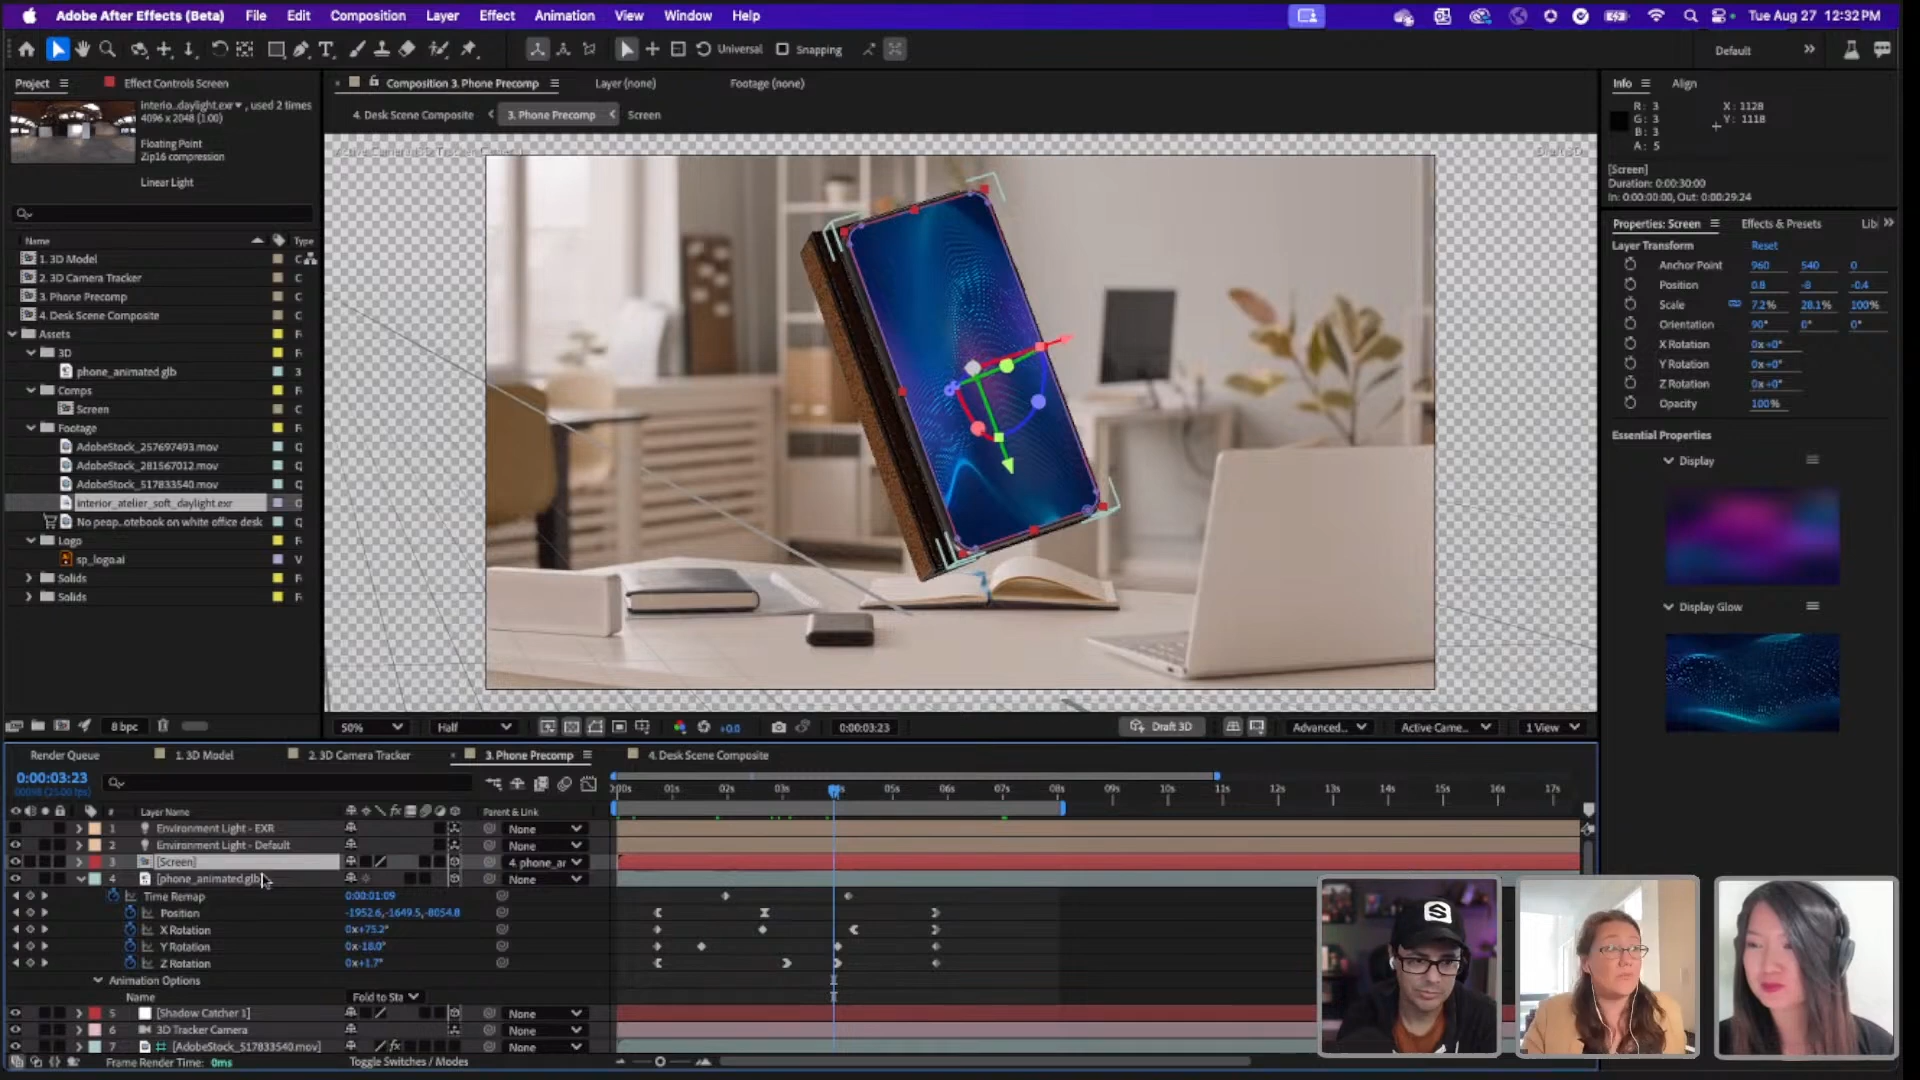 Adobe After Effects (Beta) File Edit Composition Layer Effect Animation View Window Help Tue Aug 27 12:32 PM
Universal Snapping Default
Project Effect Controls Screen
interio..daylight.exr , used 2 times
4096 x 2048 (1.00)
Floating Point
Zip16 compression
Linear Light
Name Type
1. 3D Model C
2. 3D Camera Tracker C
3. Phone Precomp C
4. Desk Scene Composite C
Assets F
3D F
phone_animated.glb 3
Comps F
Screen C
Footage F
AdobeStock_257697493.mov Q
AdobeStock_281567012.mov Q
AdobeStock_517833540.mov Q
interior_atelier_soft_daylight.exr
No peop..otebook on white office desk
Logo F
sp_logo.ai V
Solids F
Solids F
8 bpc
Composition 3. Phone Precomp Layer (none) Footage (none)
4. Desk Scene Composite 3. Phone Precomp Screen
Active Camera (3D Tracker Camera)
Draft 3D
50% Half +0.0 0:00:03:23 Draft 3D Advanced... Active Came... 1 View
Info Align
R: 3 X: 1128
G: 3 Y: 1118
B: 3
A: 5
[Screen]
Duration: 0:00:30:00
In: 0:00:00:00, Out: 0:00:29:24
Properties: Screen Effects & Presets Lib
Layer Transform Reset
Anchor Point 960 540 0
Position 0.8 -8 -0.4
Scale 7.2% 28.1% 100%
Orientation 90° 0° 0°
X Rotation 0x+0°
Y Rotation 0x+0°
Z Rotation 0x+0°
Opacity 100%
Essential Properties
Display
Display Glow
Render Queue 1. 3D Model 2. 3D Camera Tracker 3. Phone Precomp 4. Desk Scene Composite
0:00:03:23
00098 (25.00 fps)
01s 02s 03s 05s 06s 07s 08s 09s 10s 11s 12s 13s 14s 15s 16s 17s
# Layer Name Parent & Link
1 Environment Light - EXR None
2 Environment Light - Default None
3 [Screen] 4. phone_ar
4 [phone_animated.glb] None
Time Remap 0:00:01:09
Position -1952.6,-1649.5,-8054.8
X Rotation 0x+75.2°
Y Rotation 0x-18.0°
Z Rotation 0x+1.7°
Animation Options
Name Fold to Sta
5 [Shadow Catcher 1] None
6 3D Tracker Camera None
7 [AdobeStock_517833540.mov] None
Frame Render Time: 0ms Toggle Switches / Modes